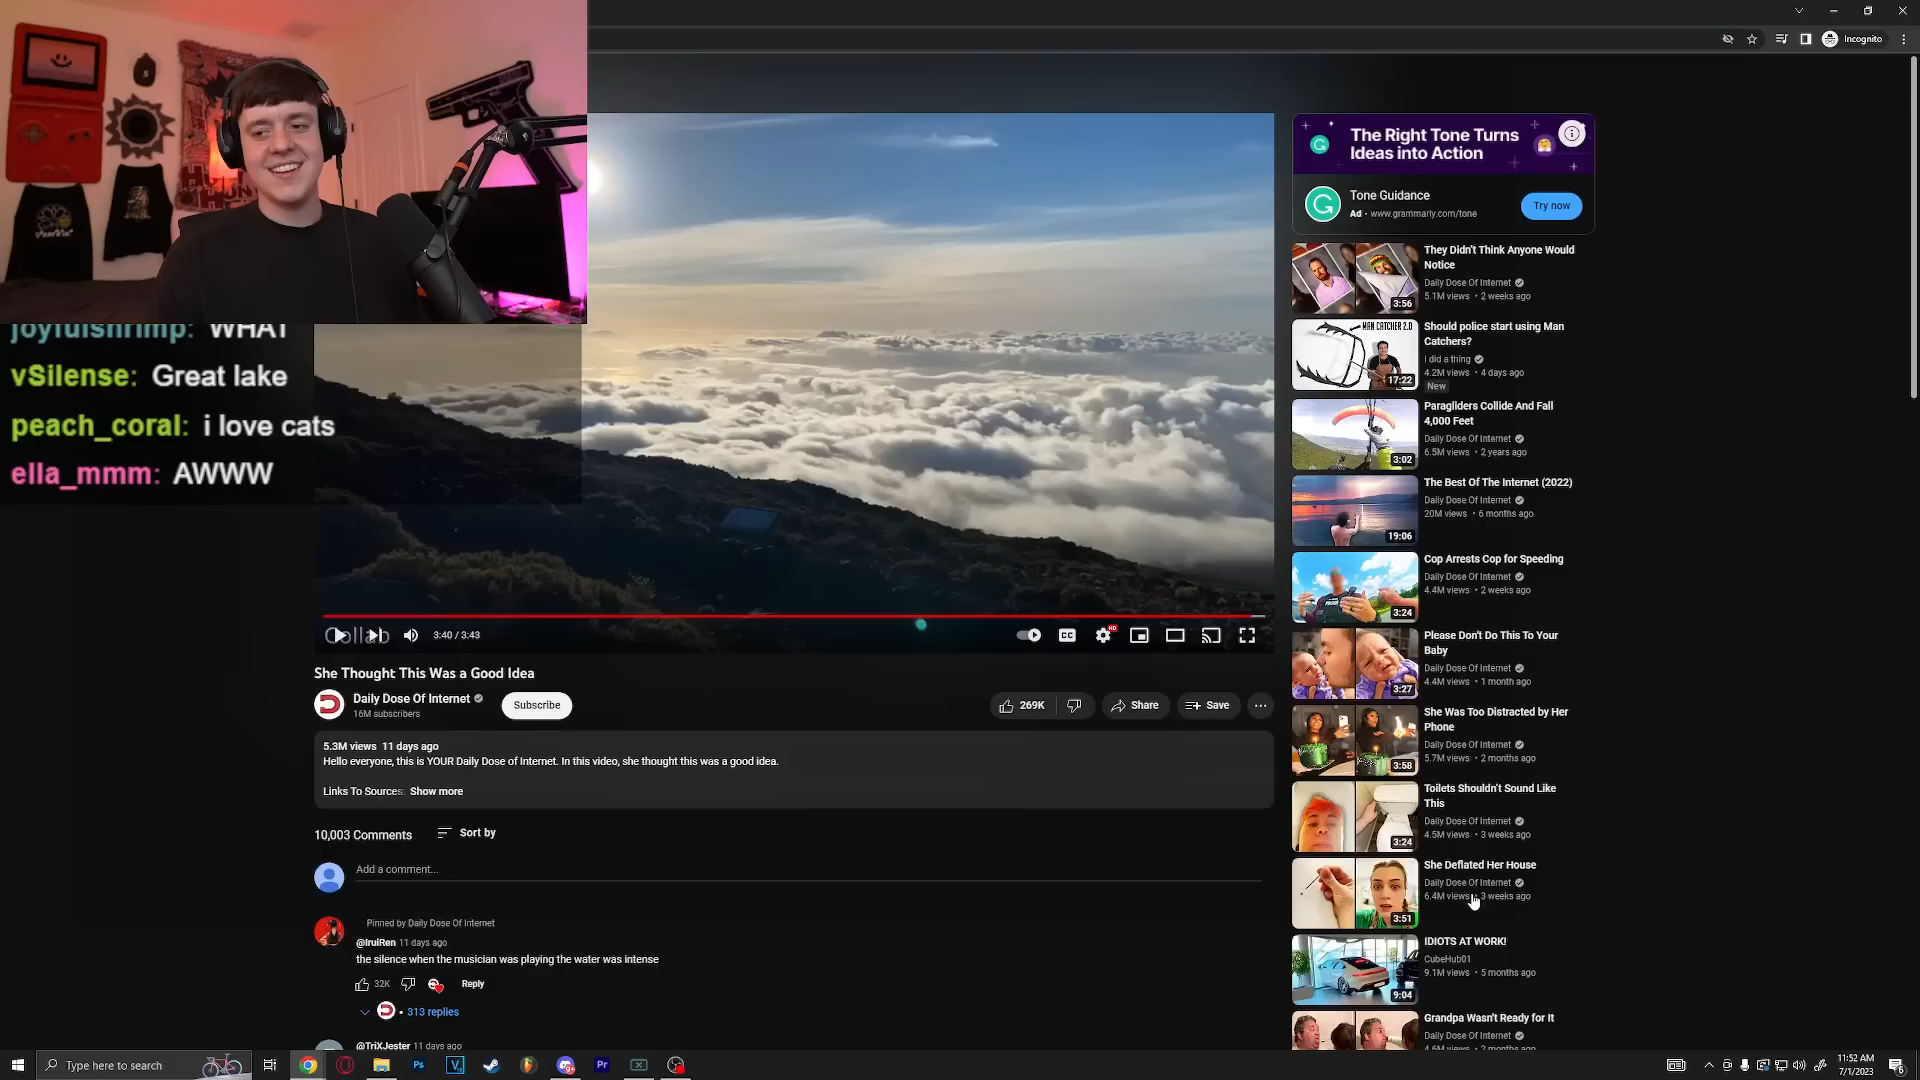 Incognito
joyfulshrimp: WHAT
vSilense: Great lake
peach_coral: i love cats
ella_mmm: AWWW
Collab
3:40 / 3:43
CC
HD
She Thought This Was a Good Idea
Daily Dose Of Internet
16M subscribers
Subscribe
269K
Share
Save
5.3M views 11 days ago
Hello everyone, this is YOUR Daily Dose of Internet. In this video, she thought this was a good idea.
Links To Sources: Show more
10,003 Comments
Sort by
Add a comment...
Pinned by Daily Dose Of Internet
@IruiRen 11 days ago
the silence when the musician was playing the water was intense
32K
Reply
313 replies
@TriXJester 11 days ago
The Right Tone Turns
Ideas into Action
Tone Guidance
Ad • www.grammarly.com/tone
Try now
They Didn't Think Anyone Would
Notice
Daily Dose Of Internet
5.1M views • 2 weeks ago
3:56
MAN CATCHER 2.0
Should police start using Man
Catchers?
I did a thing
4.2M views • 4 days ago
New
17:22
Paragliders Collide And Fall
4,000 Feet
Daily Dose Of Internet
6.5M views • 2 years ago
3:02
The Best Of The Internet (2022)
Daily Dose Of Internet
20M views • 6 months ago
19:06
Cop Arrests Cop for Speeding
Daily Dose Of Internet
4.4M views • 2 weeks ago
3:24
Please Don't Do This To Your
Baby
Daily Dose Of Internet
4.4M views • 1 month ago
3:27
She Was Too Distracted by Her
Phone
Daily Dose Of Internet
5.7M views • 2 months ago
3:58
Toilets Shouldn't Sound Like
This
Daily Dose Of Internet
4.5M views • 3 weeks ago
3:24
She Deflated Her House
Daily Dose Of Internet
6.4M views • 3 weeks ago
3:51
IDIOTS AT WORK!
CubeHub01
9.1M views • 5 months ago
9:04
Grandpa Wasn't Ready for It
Daily Dose Of Internet
4.6M views • 2 months ago
Type here to search
Ps
Pr
11:52 AM
7/1/2023